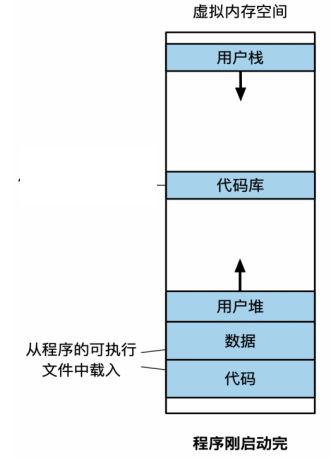 虚拟内存空间
用户栈
代码库
用户堆
数据
从程序的可执行
文件中载入
代码
程序刚启动完